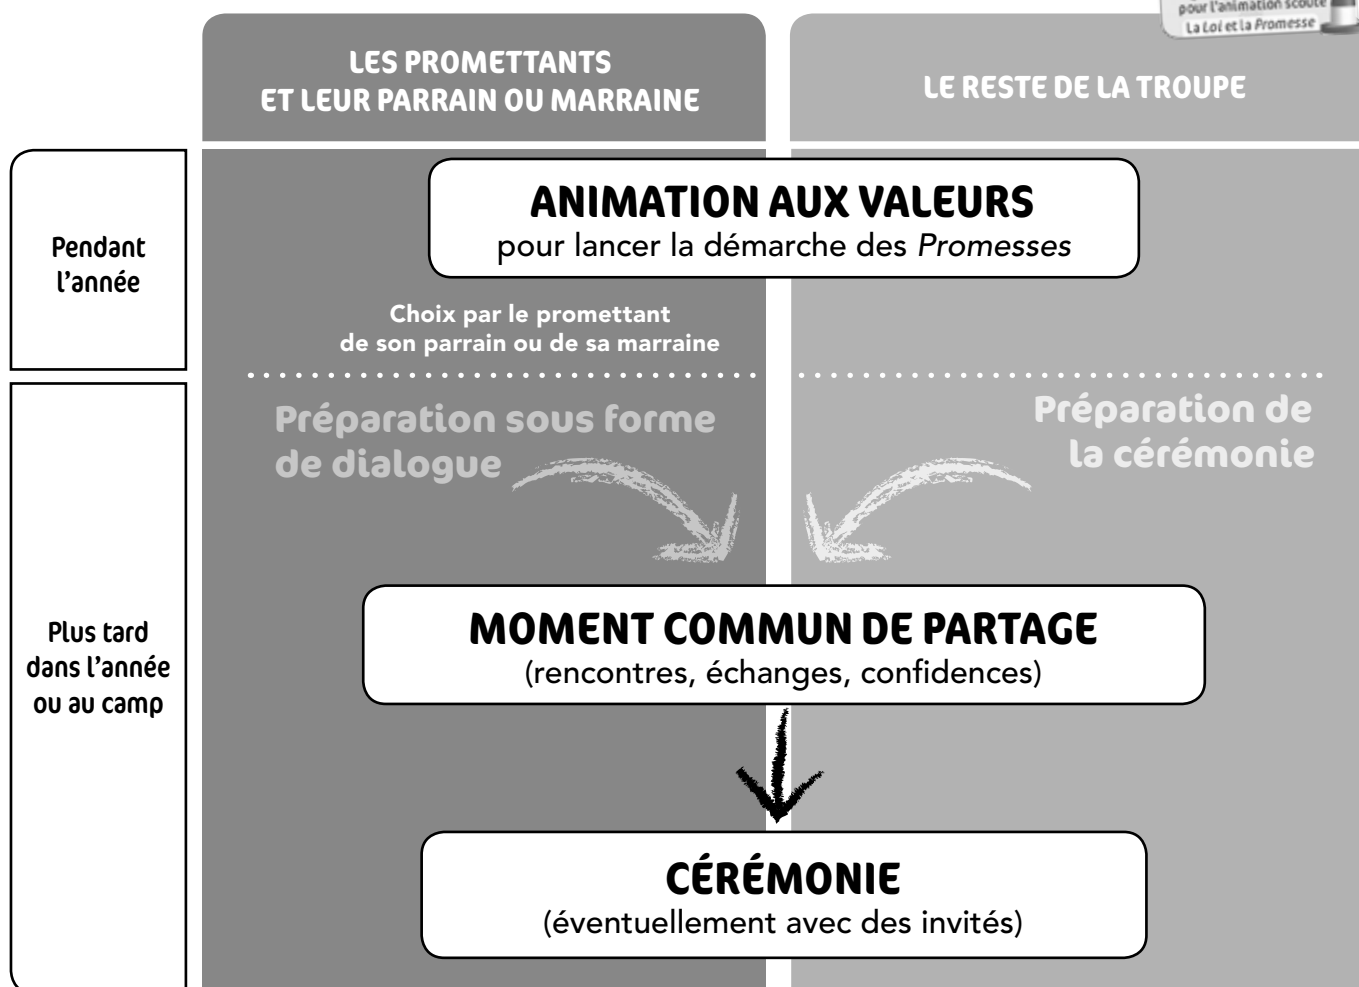 pour l'animation scoute
La Loi et la Promesse
LES PROMETTANTS
ET LEUR PARRAIN OU MARRAINE
LE RESTE DE LA TROUPE
Pendant
l'année
ANIMATION AUX VALEURS
pour lancer la démarche des Promesses
Choix par le promettant
de son parrain ou de sa marraine
Préparation sous forme
de dialogue
Préparation de
la cérémonie
Plus tard
dans l'année
ou au camp
MOMENT COMMUN DE PARTAGE
(rencontres, échanges, confidences)
CÉRÉMONIE
(éventuellement avec des invités)